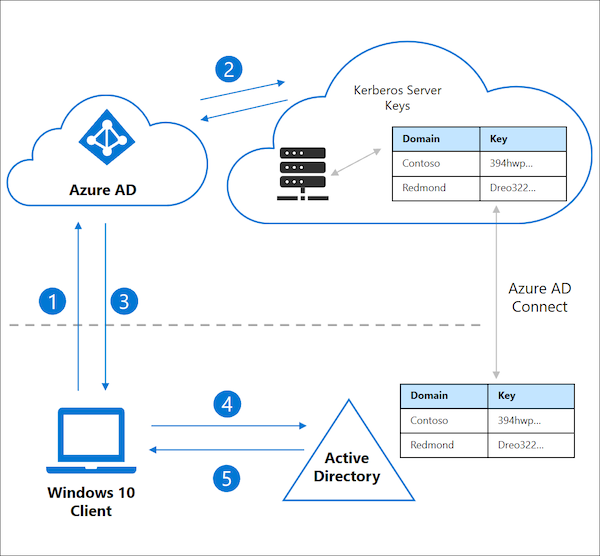 2
Kerberos Server
Keys
Domain Key
Contoso 394hwp...
Redmond Dreo322...
Azure AD
1
3
Azure AD
Connect
Domain Key
Contoso 394hwp...
Redmond Dreo322...
4
Active
Directory
5
Windows 10
Client